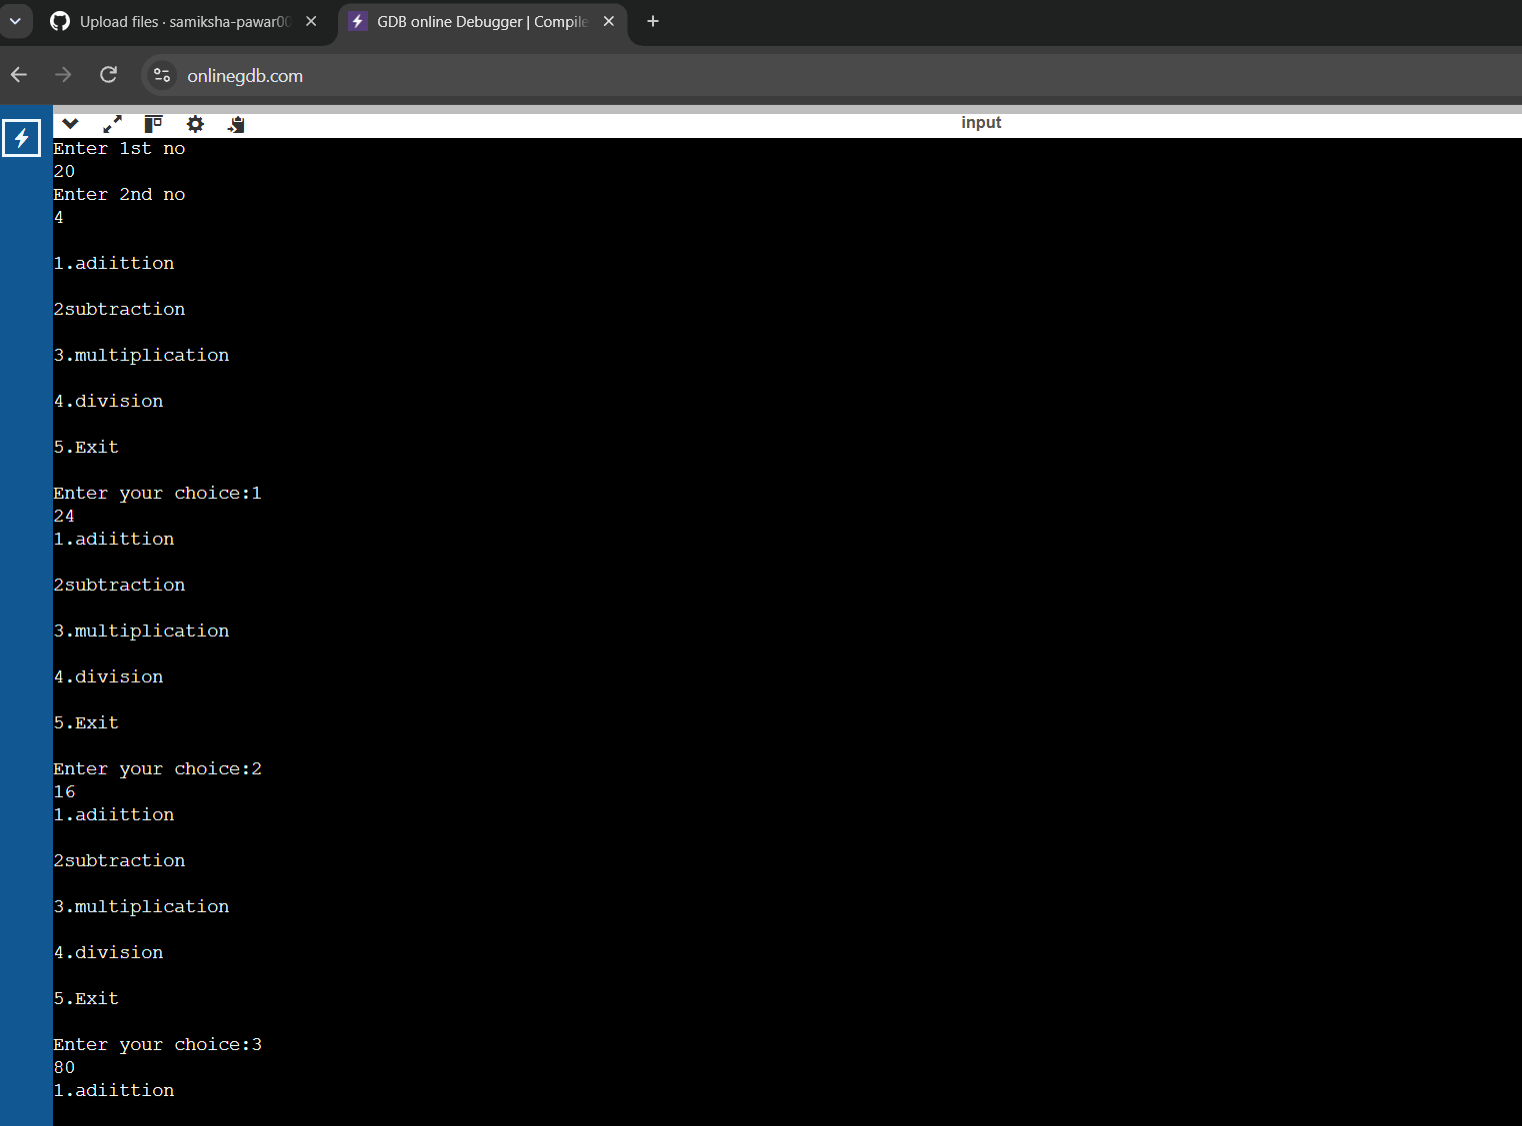 Upload files · samiksha-pawar00
GDB online Debugger | Compile
onlinegdb.com
input
Enter 1st no
20
Enter 2nd no
4
1.adiittion
2subtraction
3.multiplication
4.division
5.Exit
Enter your choice:1
24
1.adiittion
2subtraction
3.multiplication
4.division
5.Exit
Enter your choice:2
16
1.adiittion
2subtraction
3.multiplication
4.division
5.Exit
Enter your choice:3
80
1.adiittion